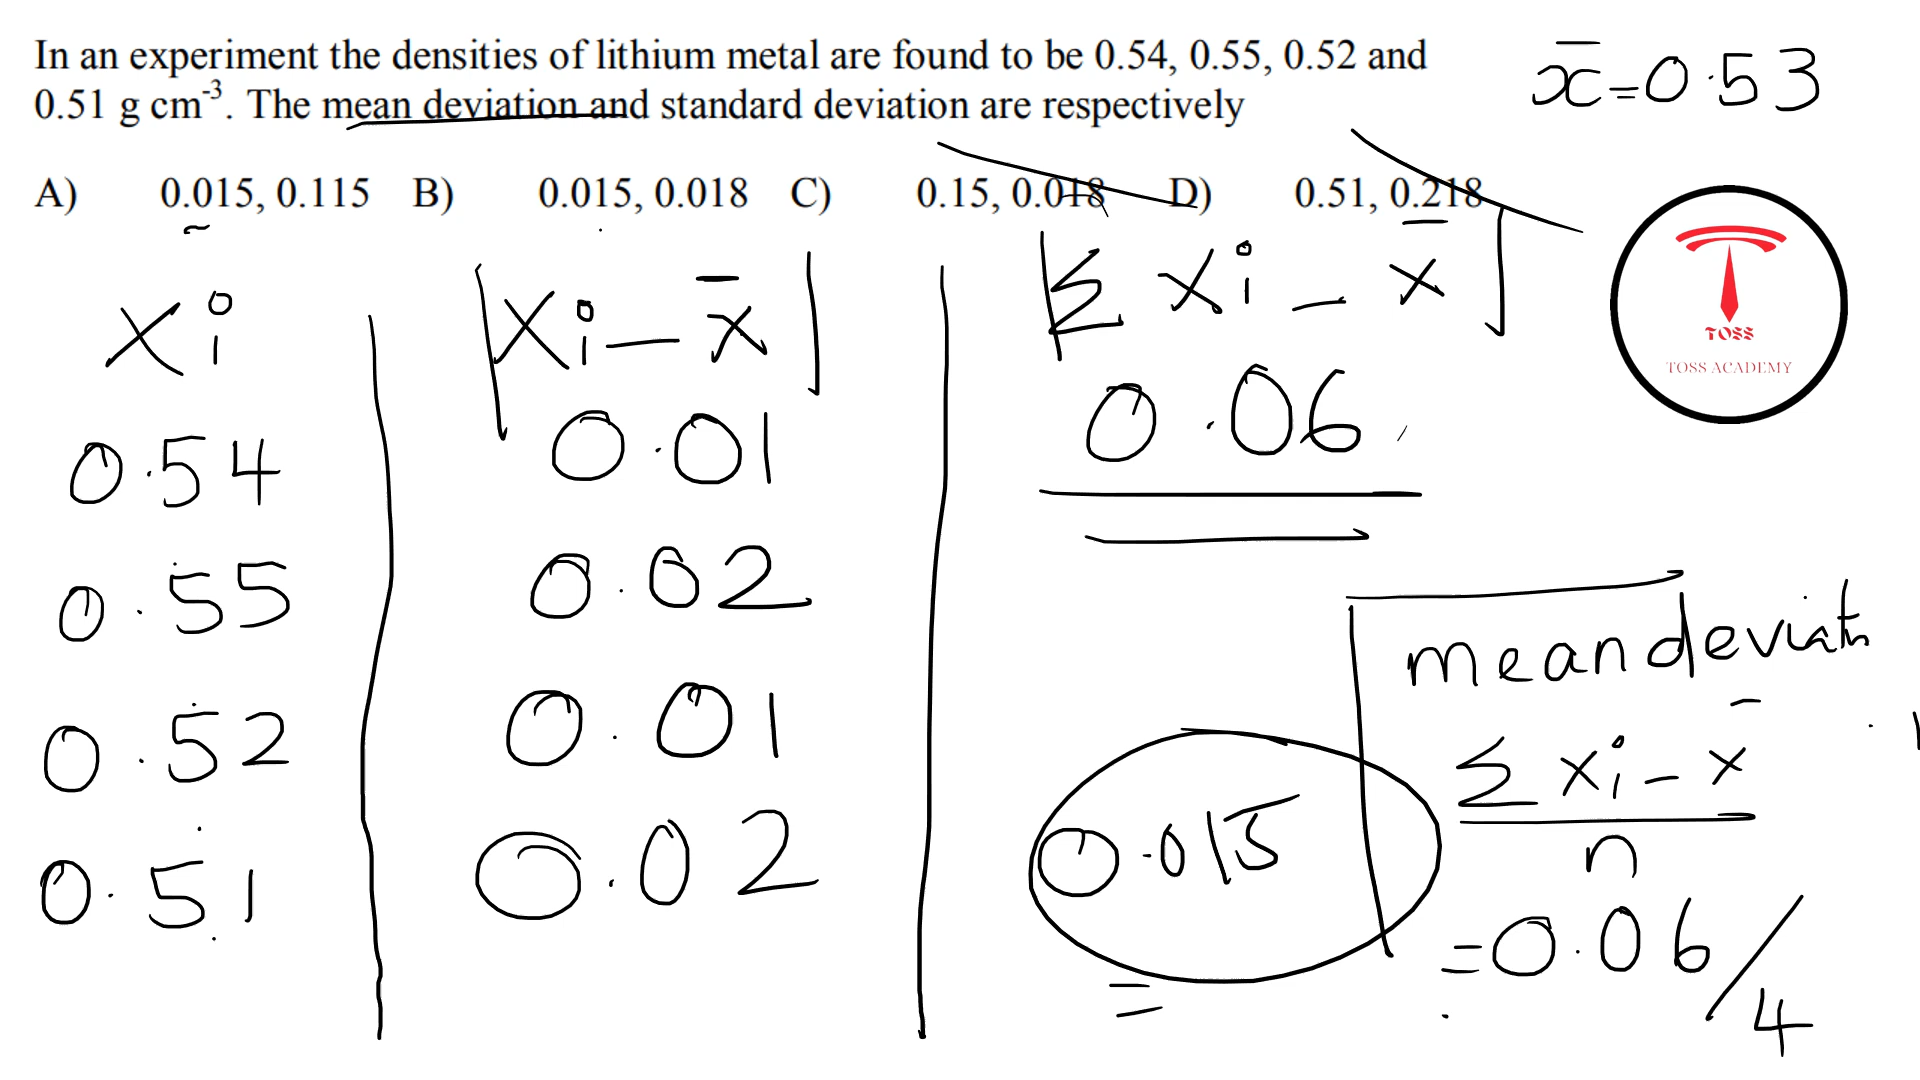 In an experiment the densities of lithium metal are found to be 0.54, 0.55, 0.52 and
0.51 g cm⁻³. The mean deviation and standard deviation are respectively
x̄=0.53
A) 0.015, 0.115 B) 0.015, 0.018 C) 0.15, 0.018 D) 0.51, 0.218
TOSS
TOSS ACADEMY
xi
0.54
0.55
0.52
0.51
|xi-x̄|
0.01
0.02
0.01
0.02
|Σ xi - x̄|
0.06
0.015
=
Σ xi - x̄
n
=0.06/4